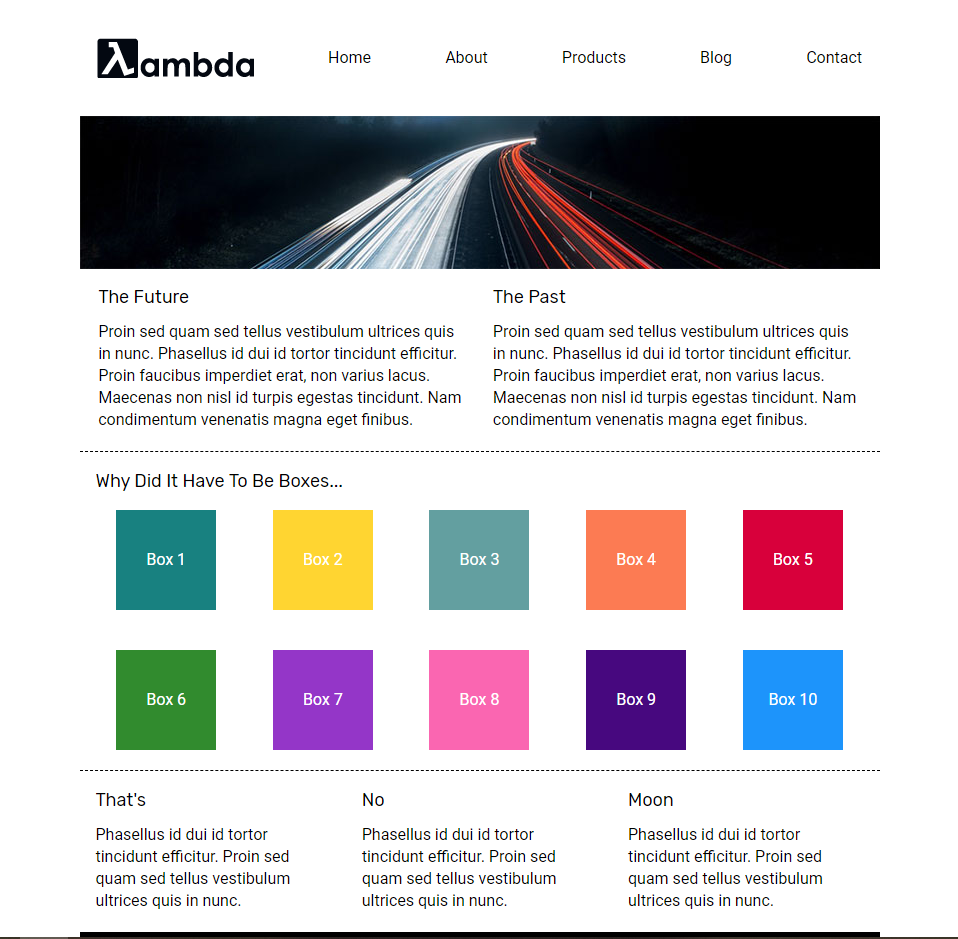 λambda
Home About Products Blog Contact
The Future
Proin sed quam sed tellus vestibulum ultrices quis
in nunc. Phasellus id dui id tortor tincidunt efficitur.
Proin faucibus imperdiet erat, non varius lacus.
Maecenas non nisl id turpis egestas tincidunt. Nam
condimentum venenatis magna eget finibus.
The Past
Proin sed quam sed tellus vestibulum ultrices quis
in nunc. Phasellus id dui id tortor tincidunt efficitur.
Proin faucibus imperdiet erat, non varius lacus.
Maecenas non nisl id turpis egestas tincidunt. Nam
condimentum venenatis magna eget finibus.
Why Did It Have To Be Boxes...
Box 1 Box 2 Box 3 Box 4 Box 5
Box 6 Box 7 Box 8 Box 9 Box 10
That's
Phasellus id dui id tortor
tincidunt efficitur. Proin sed
quam sed tellus vestibulum
ultrices quis in nunc.
No
Phasellus id dui id tortor
tincidunt efficitur. Proin sed
quam sed tellus vestibulum
ultrices quis in nunc.
Moon
Phasellus id dui id tortor
tincidunt efficitur. Proin sed
quam sed tellus vestibulum
ultrices quis in nunc.